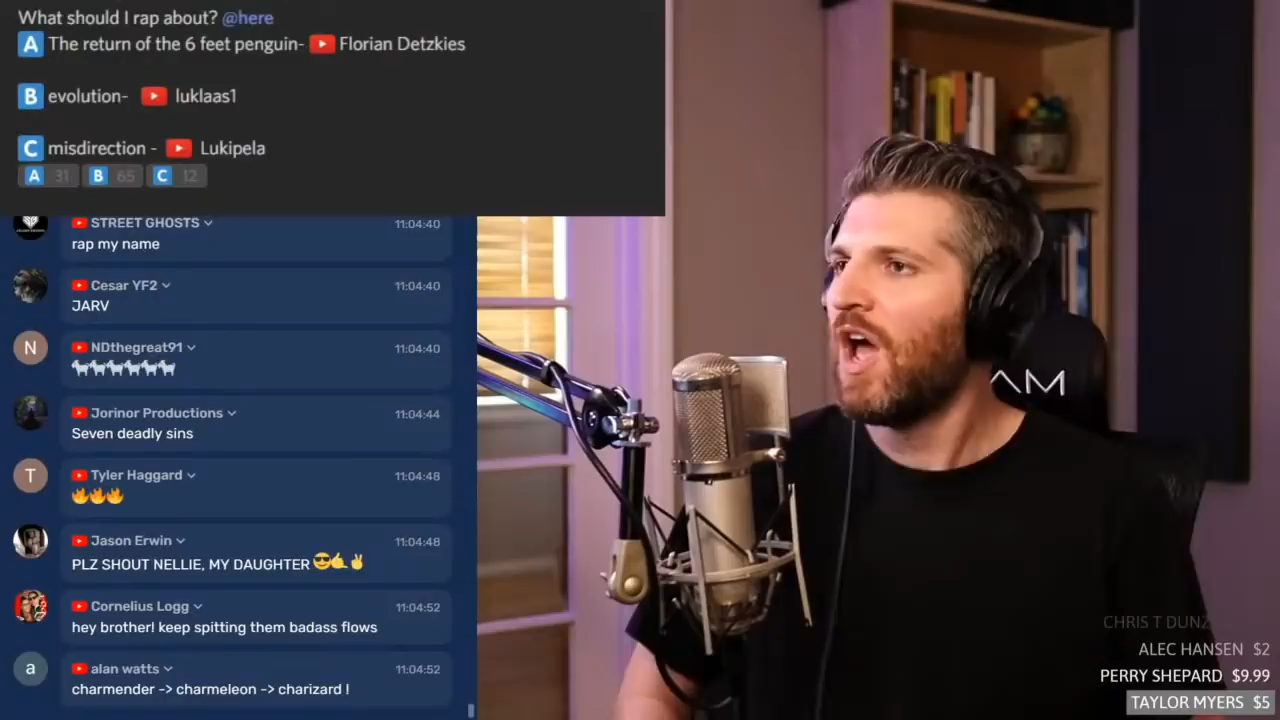 What should I rap about? @here
A The return of the 6 feet penguin- Florian Detzkies
B evolution- luklaas1
C misdirection - Lukipela
A 31 B 65 C 12
STREET GHOSTS 11:04:40
rap my name
Cesar YF2 11:04:40
JARV
N NDthegreat91 11:04:40
Jorinor Productions 11:04:44
Seven deadly sins
T Tyler Haggard 11:04:48
Jason Erwin 11:04:48
PLZ SHOUT NELLIE, MY DAUGHTER
Cornelius Logg 11:04:52
hey brother! keep spitting them badass flows
a alan watts 11:04:52
charmender -> charmeleon -> charizard !
AM
CHRIS T DUNZ
ALEC HANSEN $2
PERRY SHEPARD $9.99
TAYLOR MYERS $5